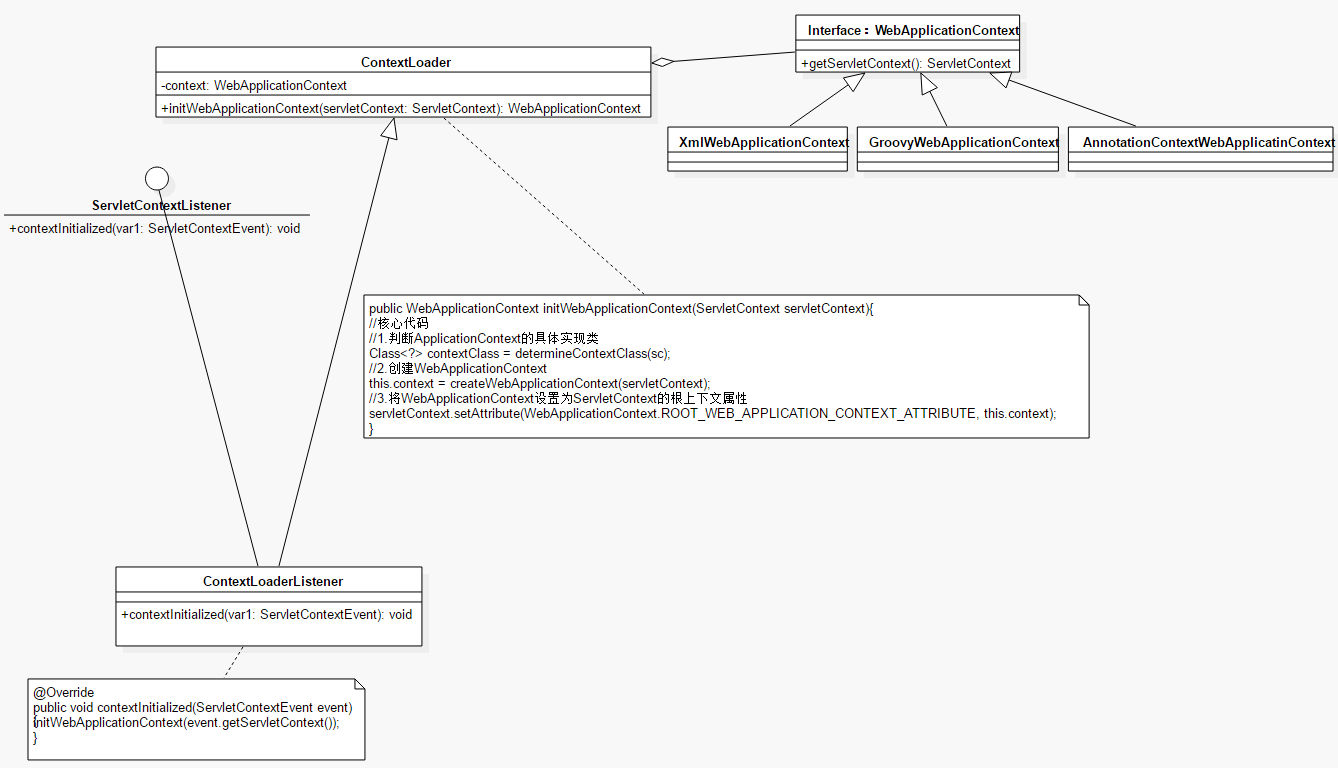 Interface：WebApplicationContext
+getServletContext(): ServletContext
ContextLoader
-context: WebApplicationContext
+initWebApplicationContext(servletContext: ServletContext): WebApplicationContext
XmlWebApplicationContext
GroovyWebApplicationContext
AnnotationContextWebApplicatinContext
ServletContextListener
+contextInitialized(var1: ServletContextEvent): void
public WebApplicationContext initWebApplicationContext(ServletContext servletContext){
//核心代码
//1.判断ApplicationContext的具体实现类
Class<?> contextClass = determineContextClass(sc);
//2.创建WebApplicationContext
this.context = createWebApplicationContext(servletContext);
//3.将WebApplicationContext设置为ServletContext的根上下文属性
servletContext.setAttribute(WebApplicationContext.ROOT_WEB_APPLICATION_CONTEXT_ATTRIBUTE, this.context);
}
ContextLoaderListener
+contextInitialized(var1: ServletContextEvent): void
@Override
public void contextInitialized(ServletContextEvent event)
{
initWebApplicationContext(event.getServletContext());
}